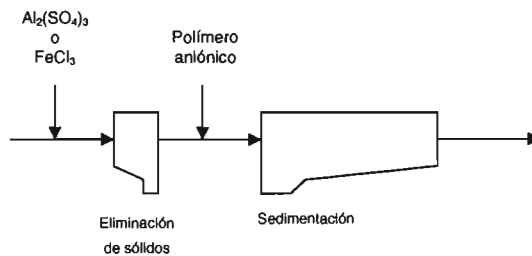 Al₂(SO₄)₃
o
FeCl₃
Polímero
aniónico
Eliminación
de sólidos
Sedimentación